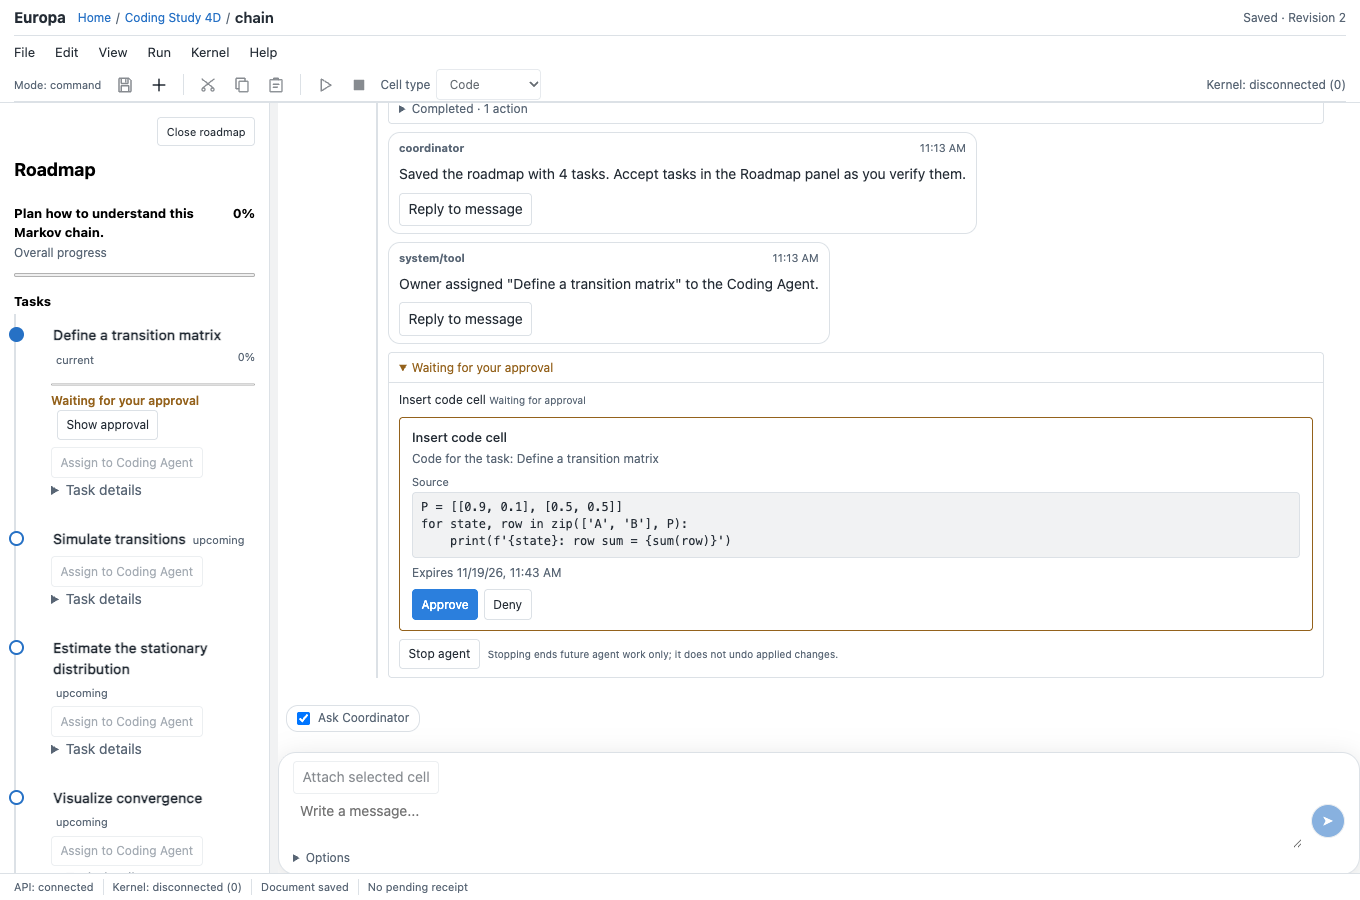 Europa Home / Coding Study 4D / chain
Saved · Revision 2
File Edit View Run Kernel Help
Mode: command
Cell type Code
Kernel: disconnected (0)
Close roadmap
Roadmap
Plan how to understand this 0%
Markov chain.
Overall progress
Tasks
Define a transition matrix
current 0%
Waiting for your approval
Show approval
Assign to Coding Agent
Task details
Simulate transitions upcoming
Assign to Coding Agent
Task details
Estimate the stationary
distribution
upcoming
Assign to Coding Agent
Task details
Visualize convergence
upcoming
Assign to Coding Agent
Completed · 1 action
coordinator 11:13 AM
Saved the roadmap with 4 tasks. Accept tasks in the Roadmap panel as you verify them.
Reply to message
system/tool 11:13 AM
Owner assigned "Define a transition matrix" to the Coding Agent.
Reply to message
Waiting for your approval
Insert code cell Waiting for approval
Insert code cell
Code for the task: Define a transition matrix
Source
P = [[0.9, 0.1], [0.5, 0.5]]
for state, row in zip(['A', 'B'], P):
    print(f'{state}: row sum = {sum(row)}')
Expires 11/19/26, 11:43 AM
Approve Deny
Stop agent Stopping ends future agent work only; it does not undo applied changes.
Ask Coordinator
Attach selected cell
Write a message...
Options
API: connected Kernel: disconnected (0) Document saved No pending receipt